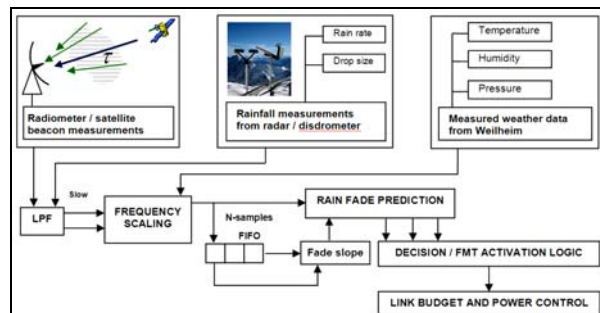 τ
Radiometer / satellite
beacon measurements
Rain rate
Drop size
Rainfall measurements
from radar / disdrometer
Temperature
Humidity
Pressure
Measured weather data
from Weilheim
LPF
Slow
FREQUENCY
SCALING
N-samples
FIFO
RAIN FADE PREDICTION
Fade slope
DECISION / FMT ACTIVATION LOGIC
LINK BUDGET AND POWER CONTROL